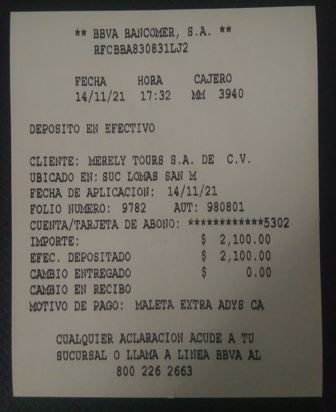 ** BBVA BANCOMER, S.A. **
RFCBBA830831LJ2
FECHA HORA CAJERO
14/11/21 17:32 MM 3940
DEPOSITO EN EFECTIVO
CLIENTE: MERELY TOURS S.A. DE C.V.
UBICADO EN: SUC LOMAS SAN M
FECHA DE APLICACION: 14/11/21
FOLIO NUMERO: 9782 AUT: 980801
CUENTA/TARJETA DE ABONO: ************5302
IMPORTE: $ 2,100.00
EFEC. DEPOSITADO $ 2,100.00
CAMBIO ENTREGADO $ 0.00
CAMBIO EN RECIBO
MOTIVO DE PAGO: MALETA EXTRA ADYS CA
CUALQUIER ACLARACION ACUDE A TU
SUCURSAL O LLAMA A LINEA BBVA AL
800 226 2663